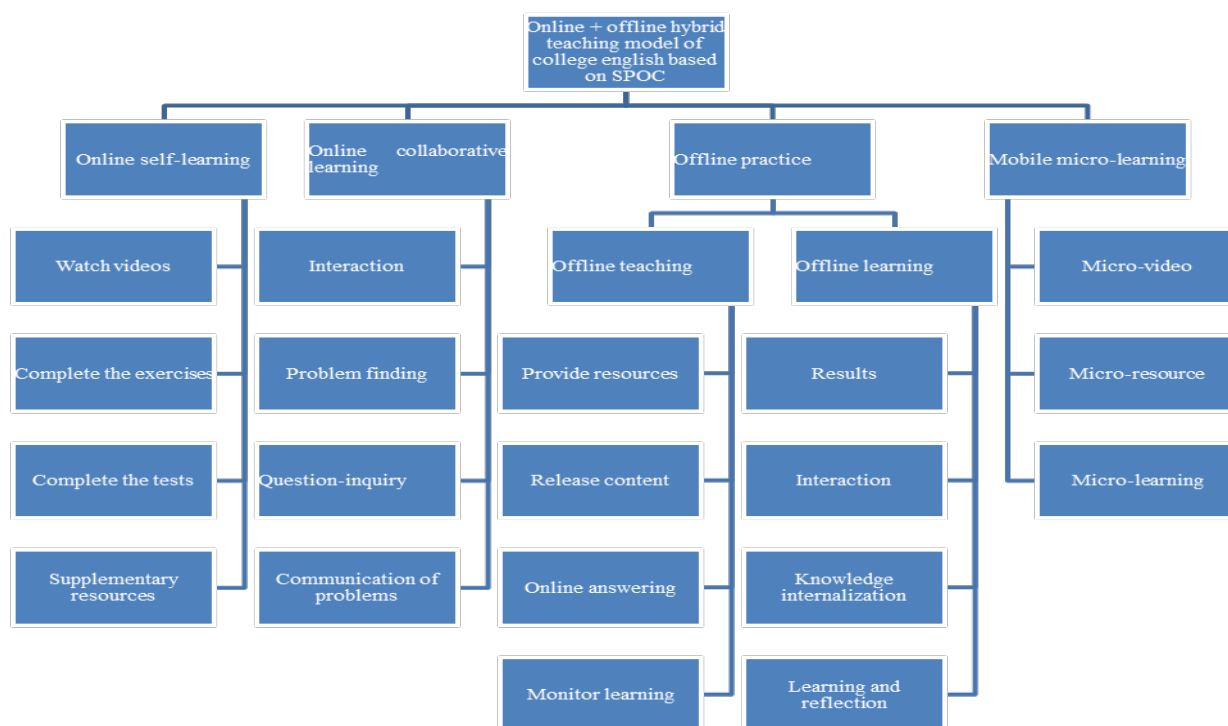 Online + offline hybrid
teaching model of
college english based
on SPOC
Online self-learning
Online collaborative
learning
Offline practice
Mobile micro-learning
Watch videos
Interaction
Offline teaching
Offline learning
Micro-video
Complete the exercises
Problem finding
Provide resources
Results
Micro-resource
Complete the tests
Question-inquiry
Release content
Interaction
Micro-learning
Supplementary
resources
Communication of
problems
Online answering
Knowledge
internalization
Monitor learning
Learning and
reflection